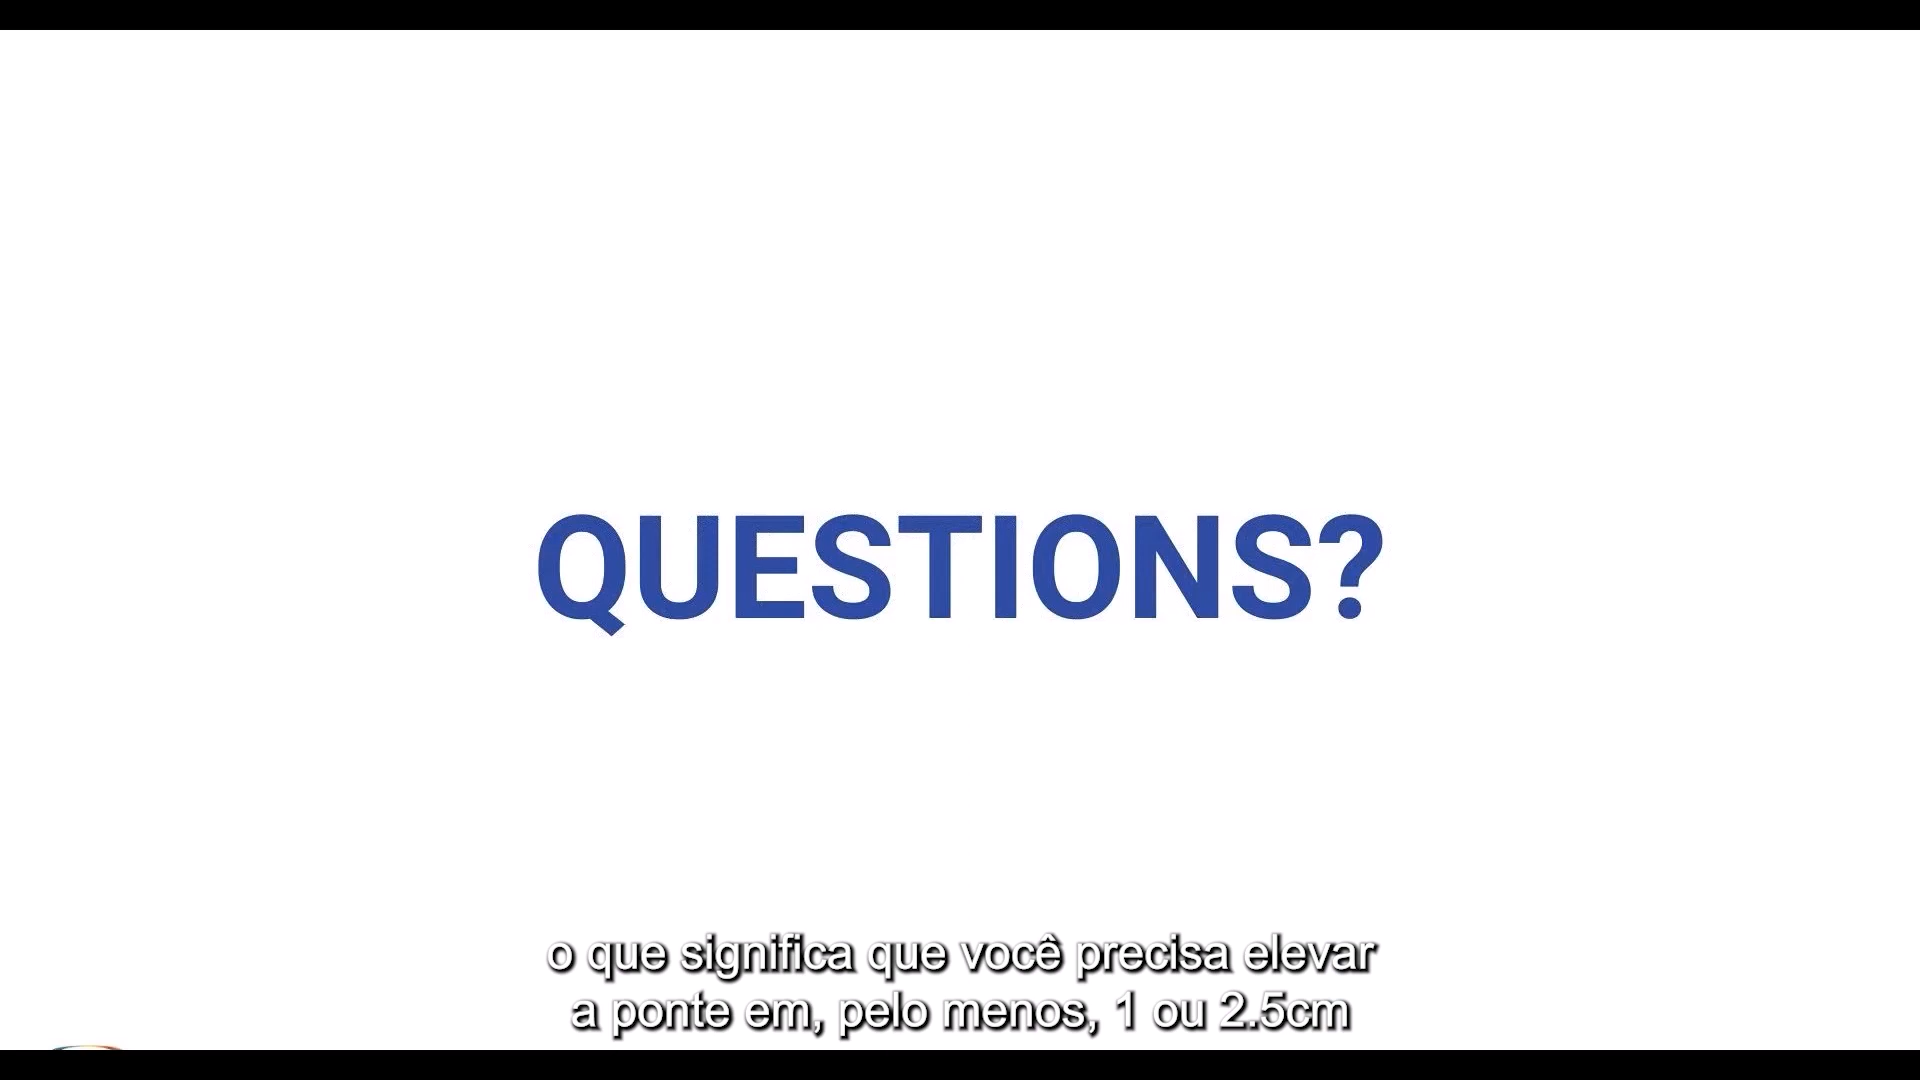 QUESTIONS?
o que significa que você precisa elevar
a ponte em, pelo menos, 1 ou 2.5cm